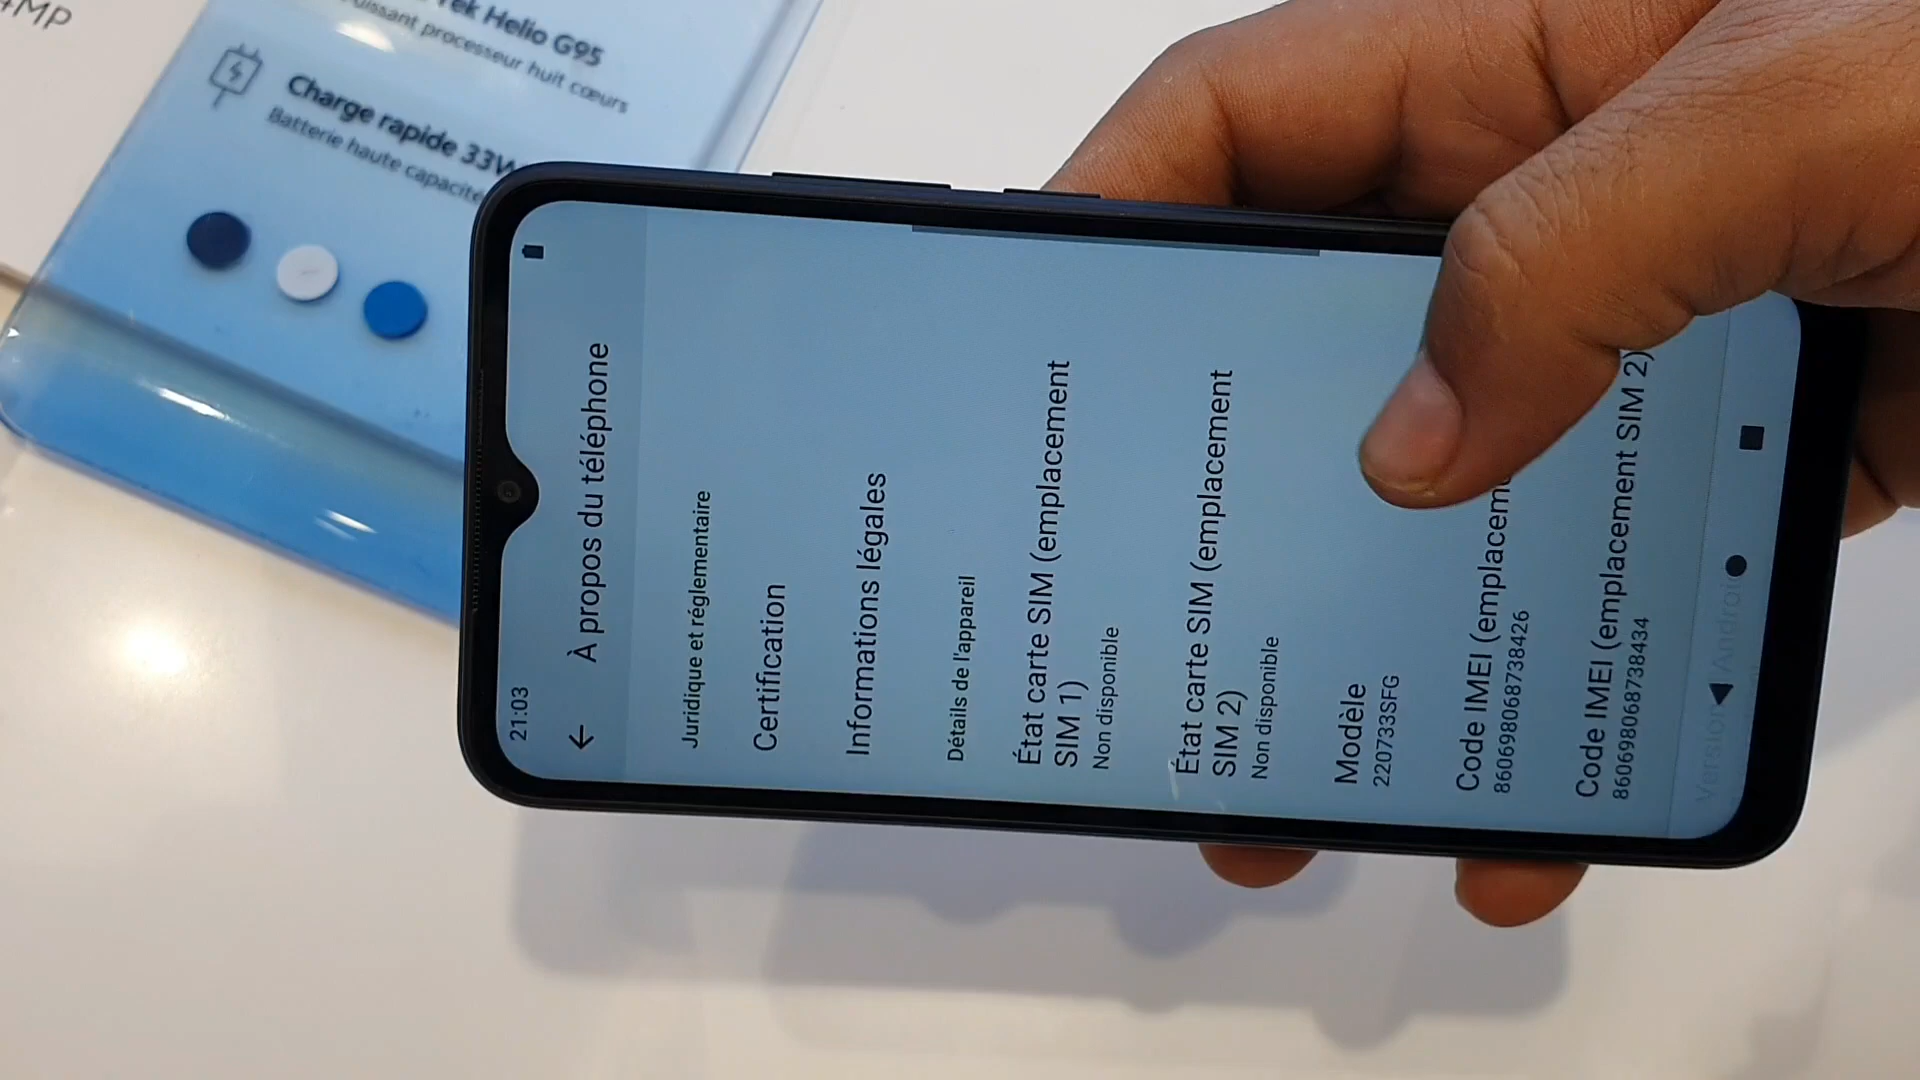 21:03
À propos du téléphone
Juridique et réglementaire
Certification
Informations légales
Détails de l'appareil
État carte SIM (emplacement
SIM 1)
Non disponible
État carte SIM (emplacement
SIM 2)
Non disponible
Modèle
220733SFG
Code IMEI (emplacem
860698068738426
Code IMEI (emplacement SIM 2)
860698068738434
Version Android
Helio G95
processeur huit cœurs
Charge rapide 33W
Batterie haute capacité